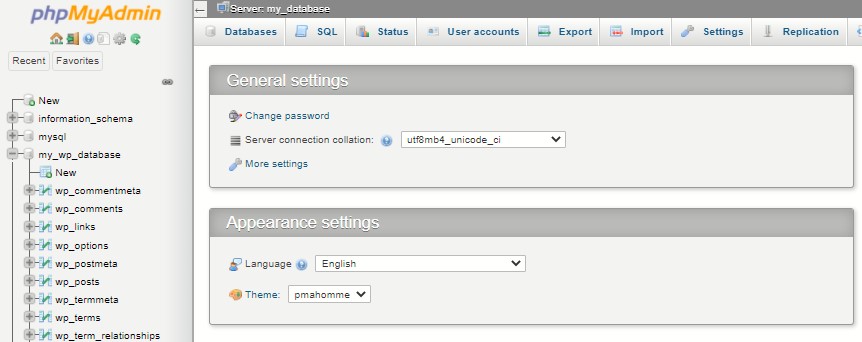 phpMyAdmin
Recent
Favorites
New
information_schema
mysql
my_wp_database
New
wp_commentmeta
wp_comments
wp_links
wp_options
wp_postmeta
wp_posts
wp_termmeta
wp_terms
wp_term_relationships
Server: my_database
Databases
SQL
Status
User accounts
Export
Import
Settings
Replication
General settings
Change password
Server connection collation: utf8mb4_unicode_ci
More settings
Appearance settings
Language English
Theme: pmahomme